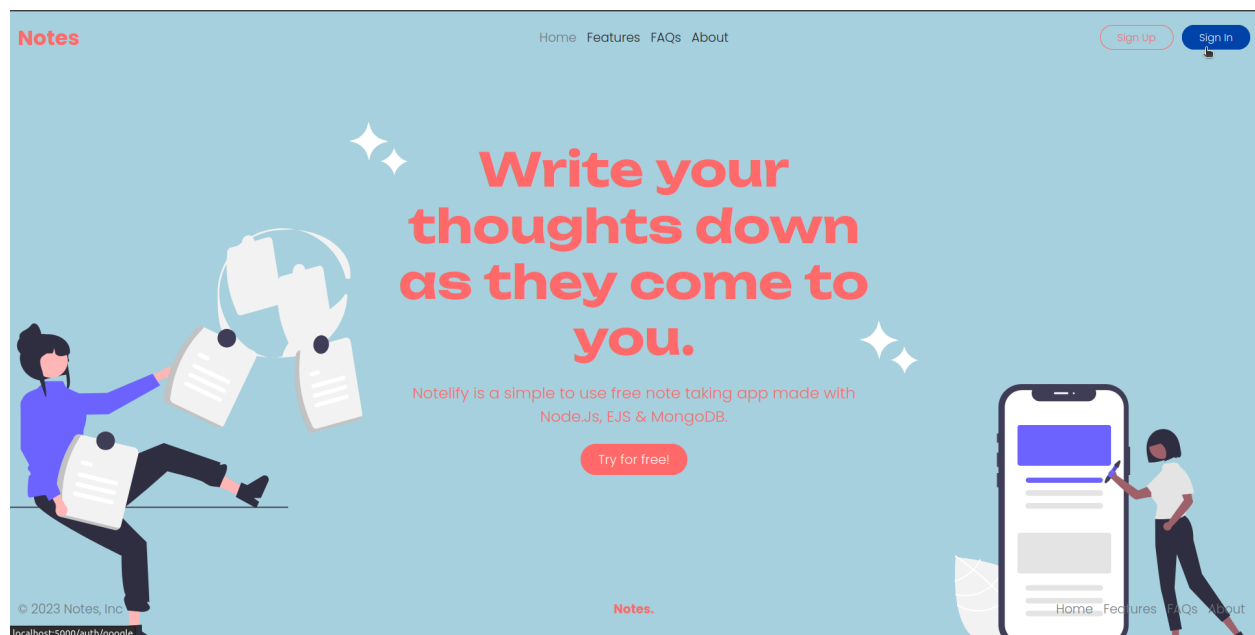 Notes
Home Features FAQs About
Sign Up Sign In
Write your
thoughts down
as they come to
you.
Notelify is a simple to use free note taking app made with
Node.Js, EJS & MongoDB.
Try for free!
© 2023 Notes, Inc
Notes.
Home Features FAQs About
localhost:5000/auth/google